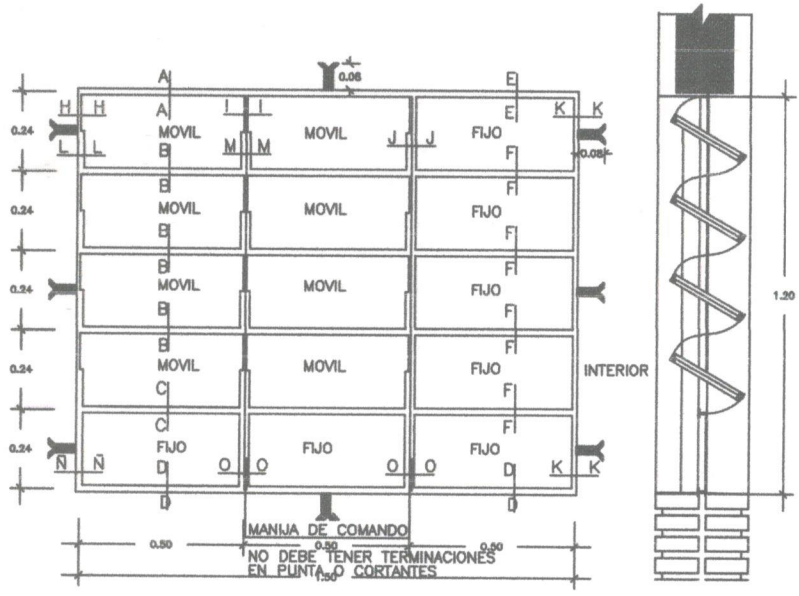 A E
0.08
A E
H H I I K K
0.24 MOVIL MOVIL FIJO
L L M M J J
B F 0.08
B F
0.24 MOVIL MOVIL FIJO
B F
B F
0.24 MOVIL MOVIL FIJO
B F
1.20
B F
0.24 MOVIL MOVIL FIJO INTERIOR
C F
C F
0.24 FIJO FIJO FIJO
Ñ Ñ D O O O O D K K
D D
MANIJA DE COMANDO
0.50 0.50 0.50
NO DEBE TENER TERMINACIONES
EN PUNTA O CORTANTES
1.50